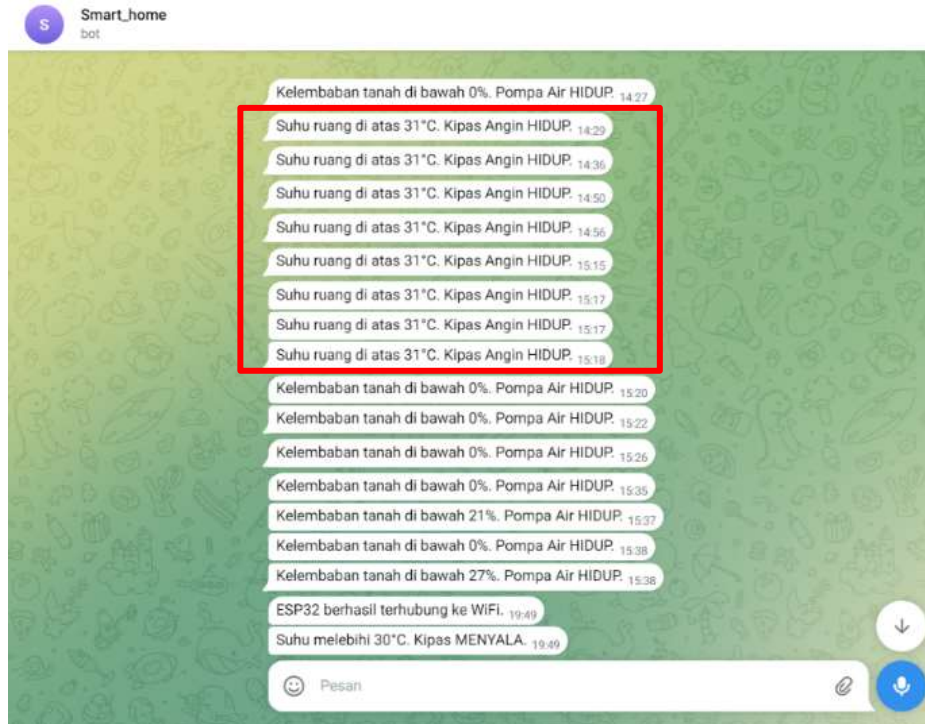 S
Smart_home
bot
Kelembaban tanah di bawah 0%. Pompa Air HIDUP. 14:27
Suhu ruang di atas 31°C. Kipas Angin HIDUP. 14:29
Suhu ruang di atas 31°C. Kipas Angin HIDUP. 14:36
Suhu ruang di atas 31°C. Kipas Angin HIDUP. 14:50
Suhu ruang di atas 31°C. Kipas Angin HIDUP. 14:56
Suhu ruang di atas 31°C. Kipas Angin HIDUP. 15:15
Suhu ruang di atas 31°C. Kipas Angin HIDUP. 15:17
Suhu ruang di atas 31°C. Kipas Angin HIDUP. 15:17
Suhu ruang di atas 31°C. Kipas Angin HIDUP. 15:18
Kelembaban tanah di bawah 0%. Pompa Air HIDUP. 15:20
Kelembaban tanah di bawah 0%. Pompa Air HIDUP. 15:22
Kelembaban tanah di bawah 0%. Pompa Air HIDUP. 15:26
Kelembaban tanah di bawah 0%. Pompa Air HIDUP. 15:35
Kelembaban tanah di bawah 21%. Pompa Air HIDUP. 15:37
Kelembaban tanah di bawah 0%. Pompa Air HIDUP. 15:38
Kelembaban tanah di bawah 27%. Pompa Air HIDUP. 15:38
ESP32 berhasil terhubung ke WiFi. 19:49
Suhu melebihi 30°C. Kipas MENYALA. 19:49
Pesan